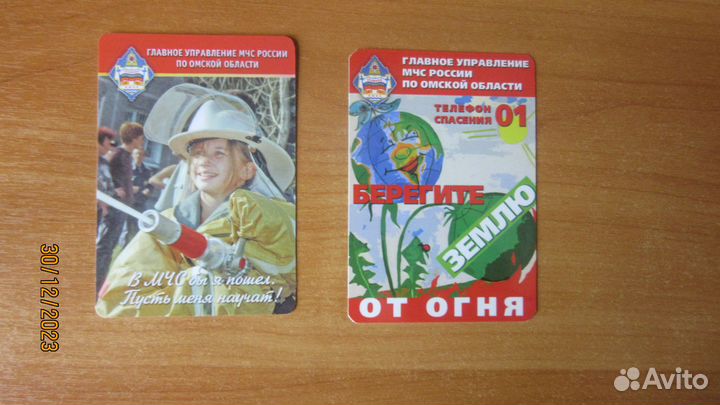 ГЛАВНОЕ УПРАВЛЕНИЕ МЧС РОССИИ
ПО ОМСКОЙ ОБЛАСТИ
В МЧС бы я пошел.
Пусть меня научат!
ГЛАВНОЕ УПРАВЛЕНИЕ
МЧС РОССИИ
ПО ОМСКОЙ ОБЛАСТИ
ТЕЛЕФОН
СПАСЕНИЯ 01
БЕРЕГИТЕ
ЗЕМЛЮ
ОТ ОГНЯ
30/12/2023
Avito